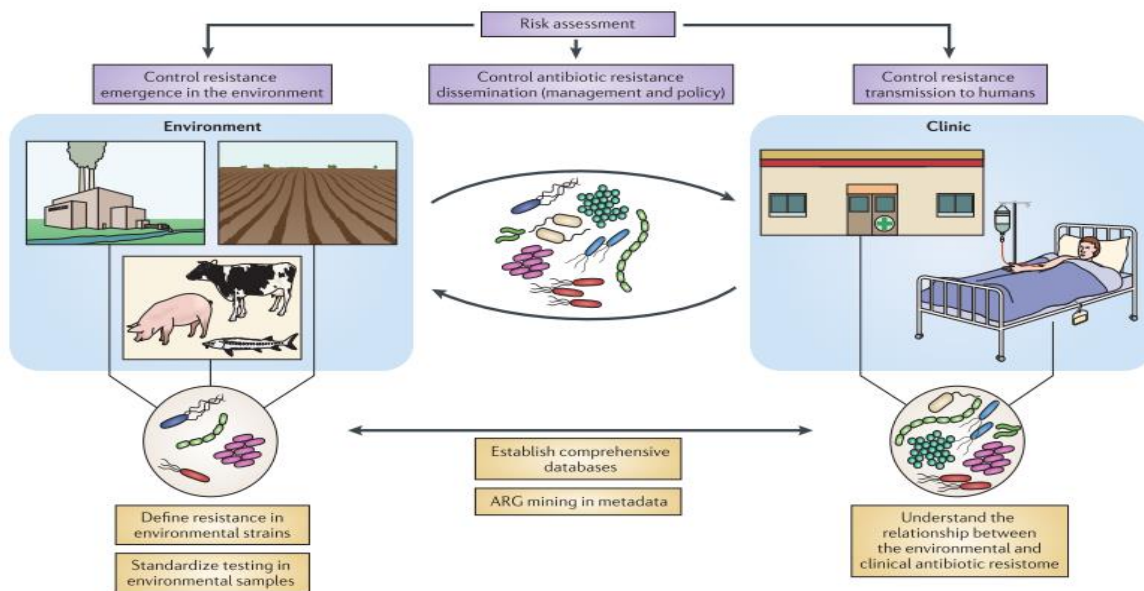 Risk assessment
Control resistance
emergence in the environment
Control antibiotic resistance
dissemination (management and policy)
Control resistance
transmission to humans
Environment
Clinic
Establish comprehensive
databases
ARG mining in metadata
Define resistance in
environmental strains
Standardize testing in
environmental samples
Understand the
relationship between
the environmental and
clinical antibiotic resistome